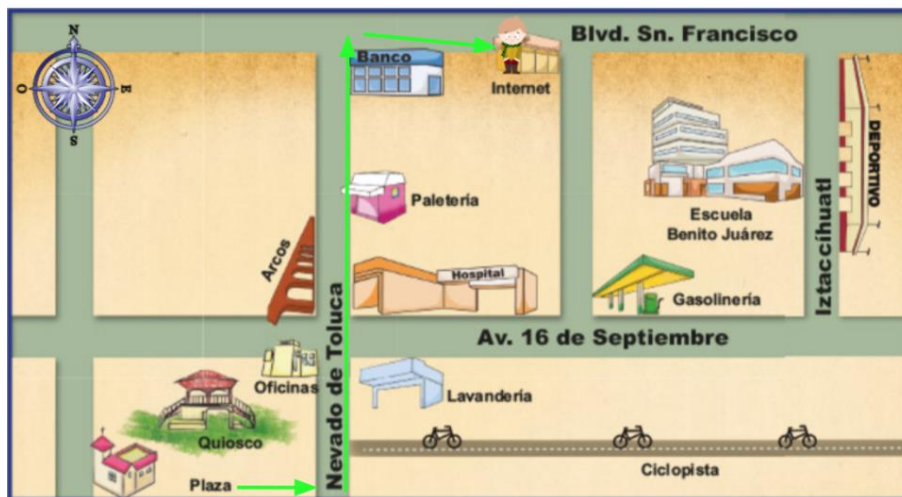 Blvd. Sn. Francisco
N
O
E
S
Banco
Internet
DEPORTIVO
Paletería
Escuela
Benito Juárez
Arcos
Hospital
Gasolinería
Iztaccíhuatl
Av. 16 de Septiembre
Nevado de Toluca
Oficinas
Lavandería
Quiosco
Ciclopista
Plaza